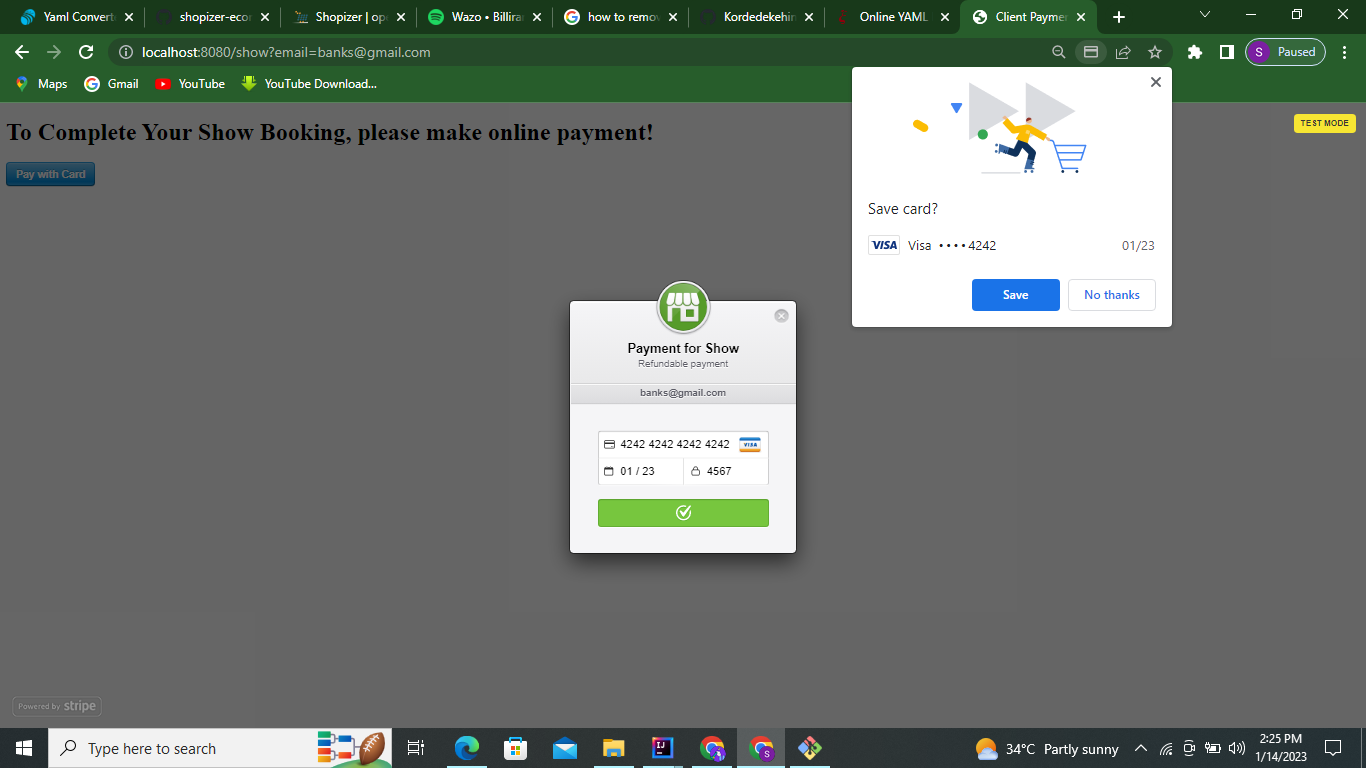 Yaml Convert
shopizer-ecor
Shopizer | ope
Wazo • Billira
how to remov
Kordedekehin
Online YAML
Client Paymen
localhost:8080/show?email=banks@gmail.com
S
Paused
Maps
Gmail
YouTube
YouTube Download...
To Complete Your Show Booking, please make online payment!
TEST MODE
Pay with Card
Save card?
VISA
Visa •••• 4242
01/23
Save
No thanks
Payment for Show
Refundable payment
banks@gmail.com
4242 4242 4242 4242
VISA
01 / 23
4567
Powered by stripe
Type here to search
34°C Partly sunny
2:25 PM
1/14/2023